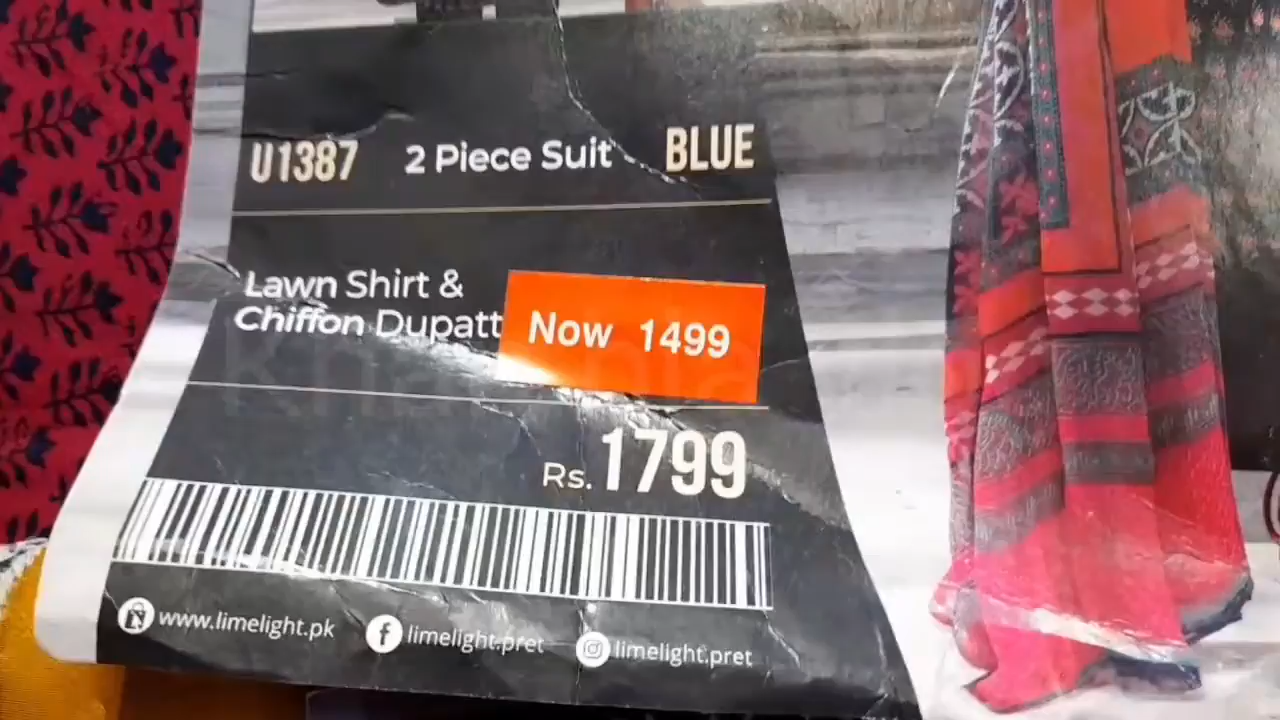 U1387 2 Piece Suit BLUE
Lawn Shirt &
Chiffon Dupatt
Now 1499
Rs. 1799
www.limelight.pk limelight.pret limelight.pret